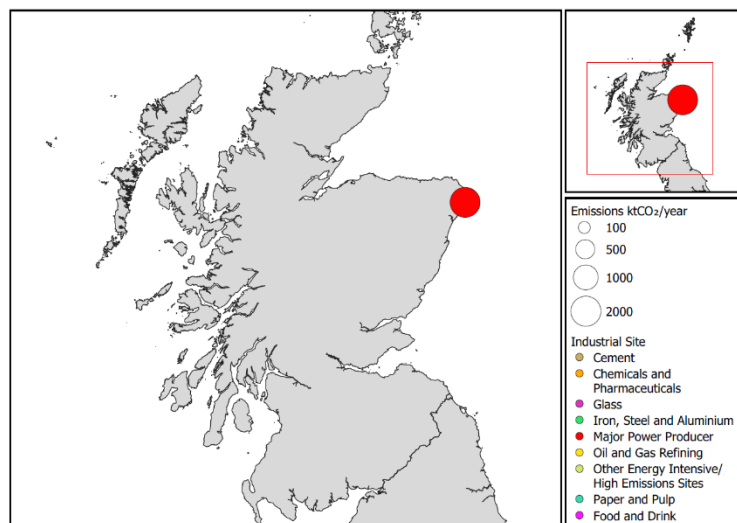 Emissions ktCO₂/year
100
500
1000
2000
Industrial Site
Cement
Chemicals and
Pharmaceuticals
Glass
Iron, Steel and Aluminium
Major Power Producer
Oil and Gas Refining
Other Energy Intensive/
High Emissions Sites
Paper and Pulp
Food and Drink